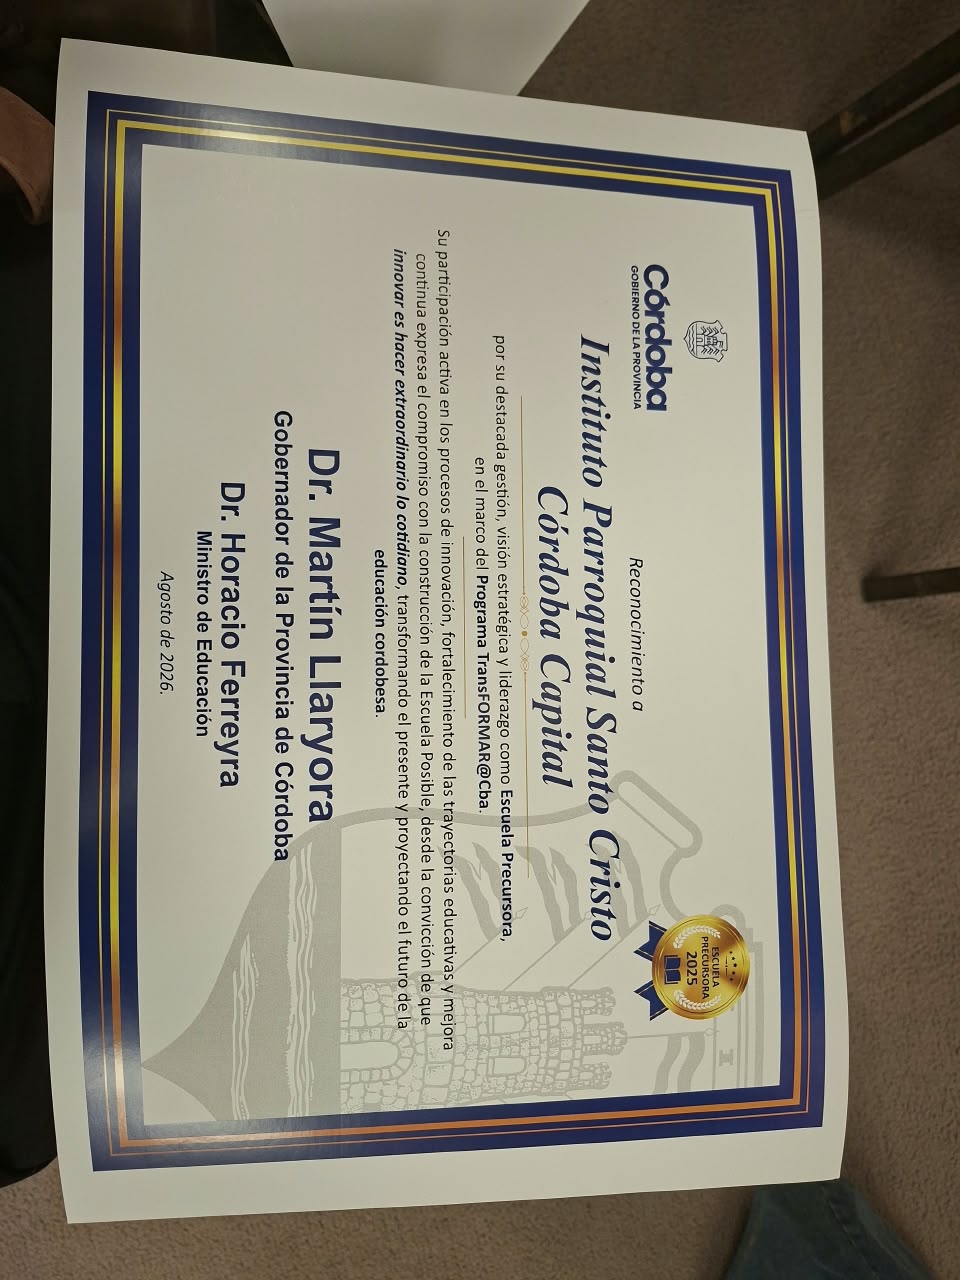 Córdoba
GOBIERNO DE LA PROVINCIA
ESCUELA
PRECURSORA
2025
Reconocimiento a
Instituto Parroquial Santo Cristo
Córdoba Capital
por su destacada gestión, visión estratégica y liderazgo como Escuela Precursora,
en el marco del Programa TransFORMAR@Cba.
Su participación activa en los procesos de innovación, fortalecimiento de las trayectorias educativas y mejora
continua expresa el compromiso con la construcción de la Escuela Posible, desde la convicción de que
innovar es hacer extraordinario lo cotidiano, transformando el presente y proyectando el futuro de la
educación cordobesa.
Dr. Martín Llaryora
Gobernador de la Provincia de Córdoba
Dr. Horacio Ferreyra
Ministro de Educación
Agosto de 2026.